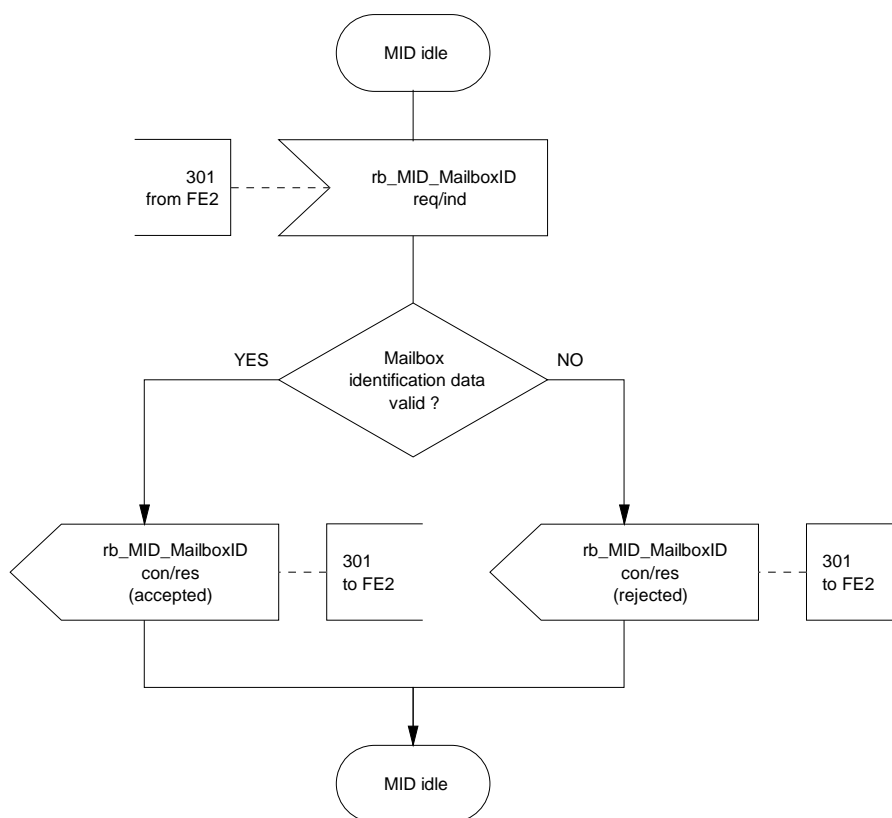 MID idle
301
from FE2
rb_MID_MailboxID
req/ind
YES
Mailbox
identification data
valid ?
NO
rb_MID_MailboxID
con/res
(accepted)
301
to FE2
rb_MID_MailboxID
con/res
(rejected)
301
to FE2
MID idle